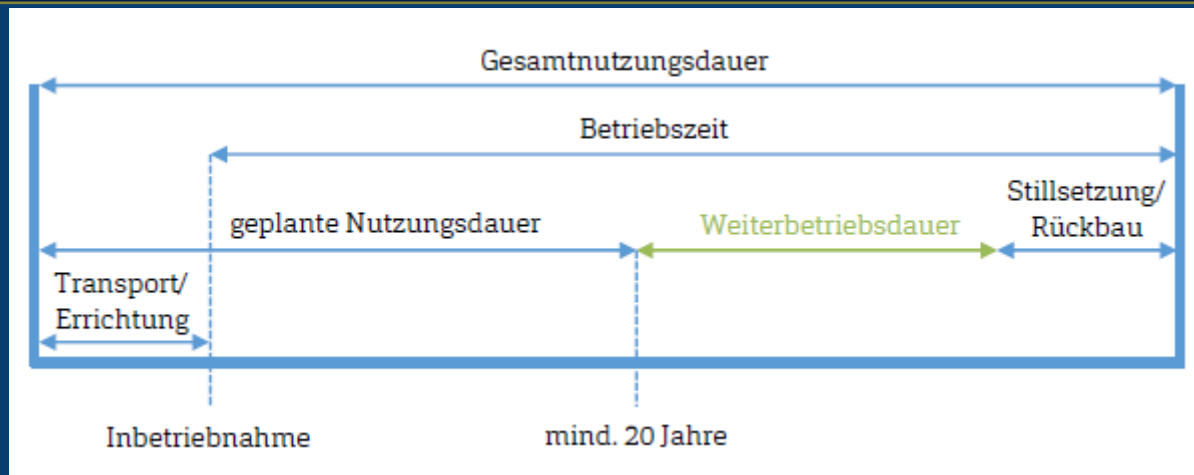 Gesamtnutzungsdauer
Betriebszeit
Stillsetzung/
Rückbau
geplante Nutzungsdauer
Weiterbetriebsdauer
Transport/
Errichtung
Inbetriebnahme
mind. 20 Jahre